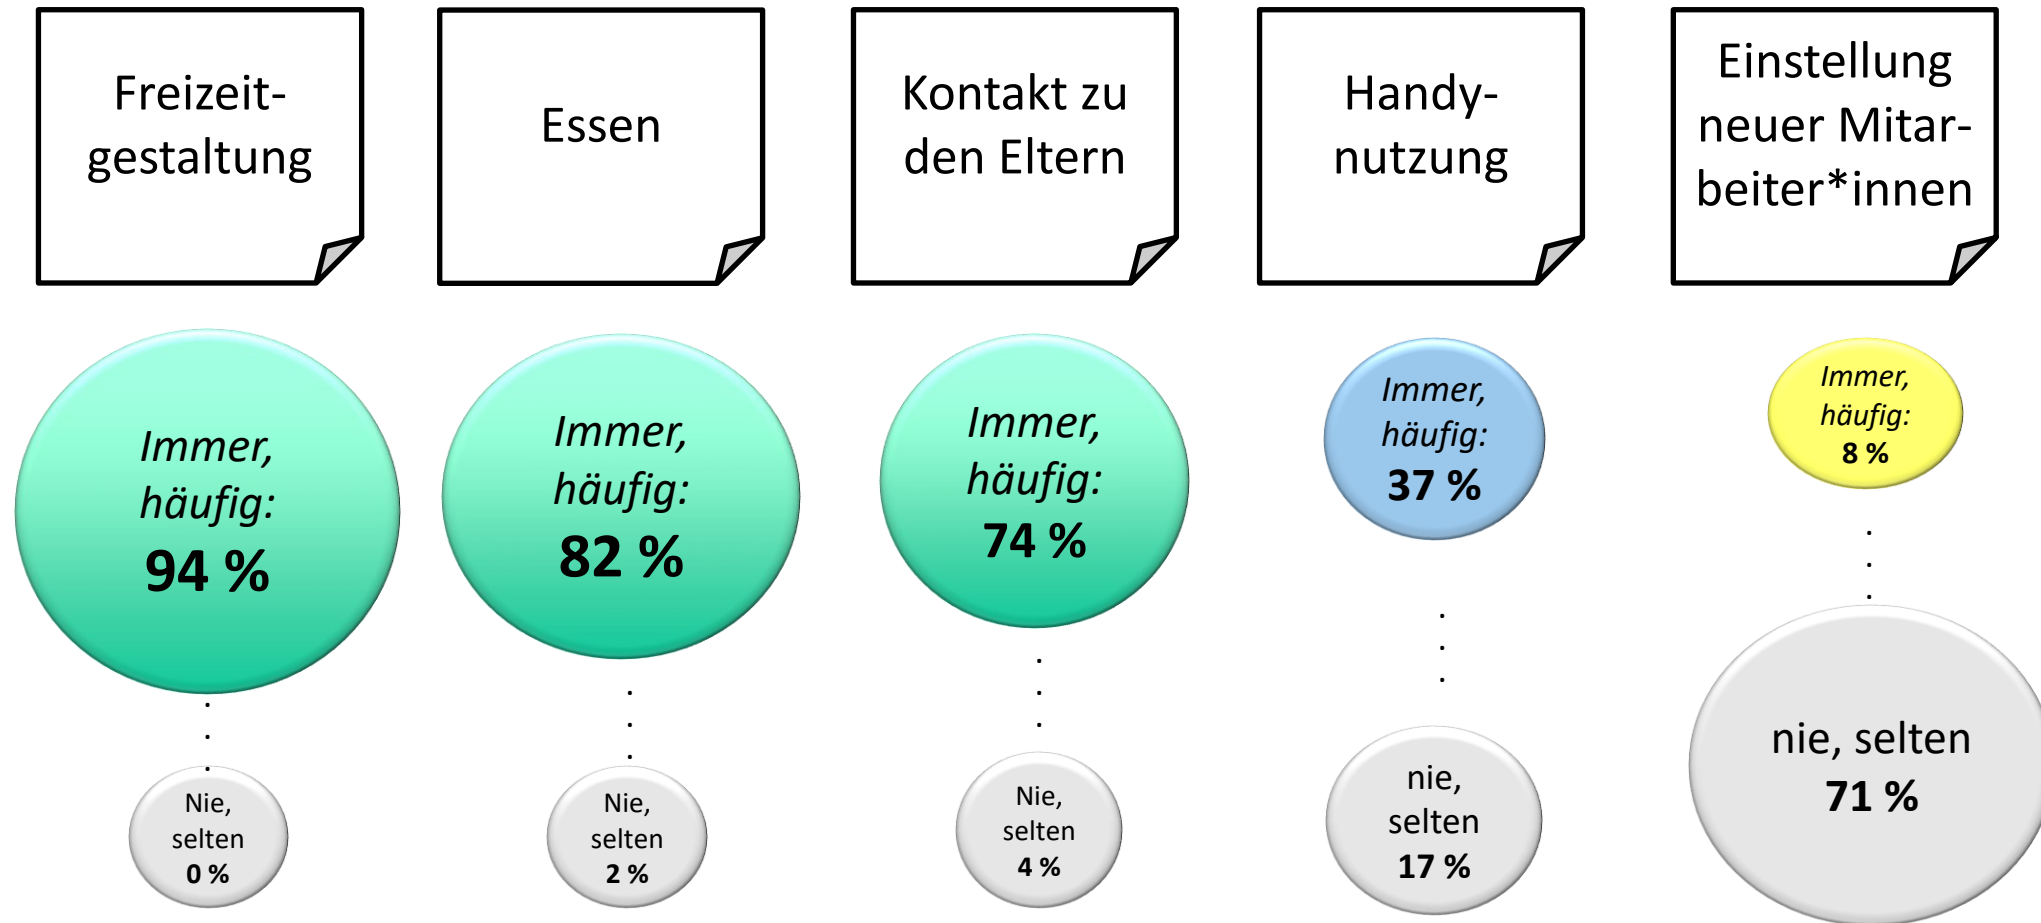 Freizeit-
gestaltung
Essen
Kontakt zu
den Eltern
Handy-
nutzung
Einstellung
neuer Mitar-
beiter*innen
Immer,
häufig:
94 %
Immer,
häufig:
82 %
Immer,
häufig:
74 %
Immer,
häufig:
37 %
Immer,
häufig:
8 %
Nie,
selten
0 %
Nie,
selten
2 %
Nie,
selten
4 %
nie,
selten
17 %
nie, selten
71 %